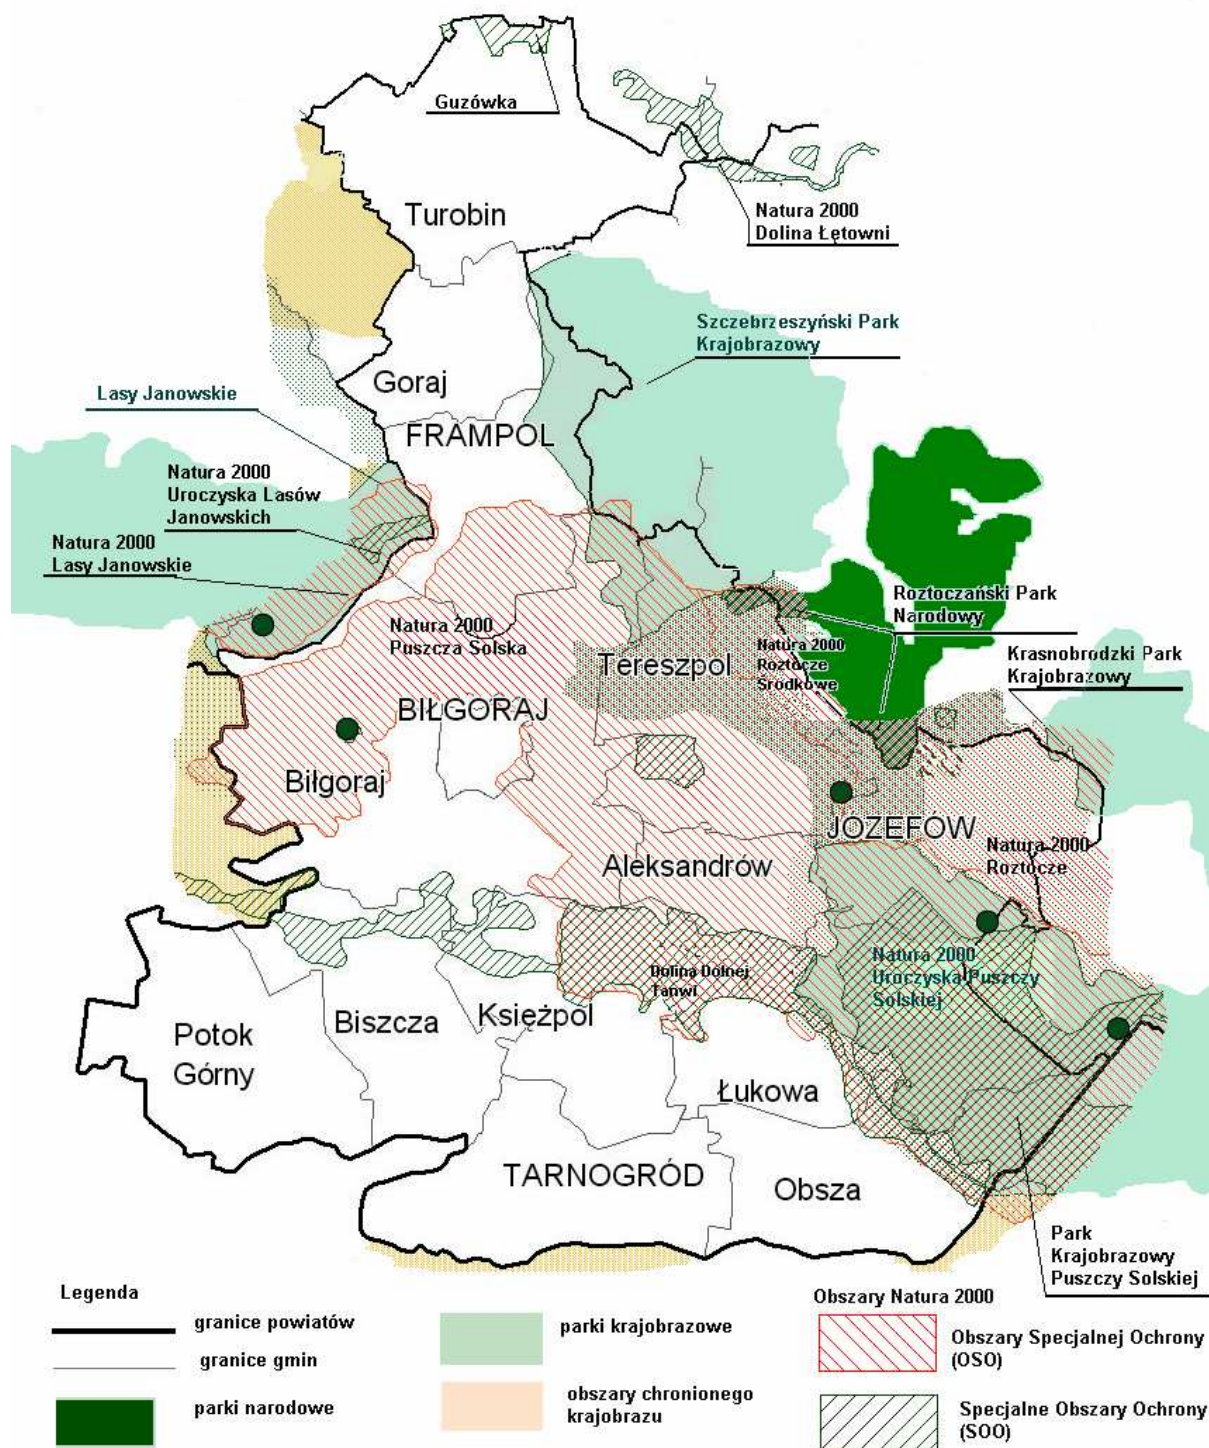 Guzówka
Natura 2000
Dolina Łętowni
Turobin
Szczebrzeszyński Park
Krajobrazowy
Goraj
Lasy Janowskie
FRAMPOL
Natura 2000
Uroczyska Lasów
Janowskich
Natura 2000
Lasy Janowskie
Roztoczański Park
Narodowy
Natura 2000
Puszcza Solska
Tereszpol
Natura 2000
Roztocze
Środkowe
Krasnobrodzki Park
Krajobrazowy
BIŁGORAJ
Biłgoraj
JÓZEFÓW
Natura 2000
Roztocze
Aleksandrów
Natura 2000
Uroczyska Puszczy
Solskiej
Dolina Dolnej
Tanwi
Księżpol
Biszcza
Potok
Górny
Łukowa
TARNOGRÓD
Obsza
Park
Krajobrazowy
Puszczy Solskiej
Legenda
granice powiatów
granice gmin
parki narodowe
parki krajobrazowe
obszary chronionego
krajobrazu
Obszary Natura 2000
Obszary Specjalnej Ochrony
(OSO)
Specjalne Obszary Ochrony
(SOO)